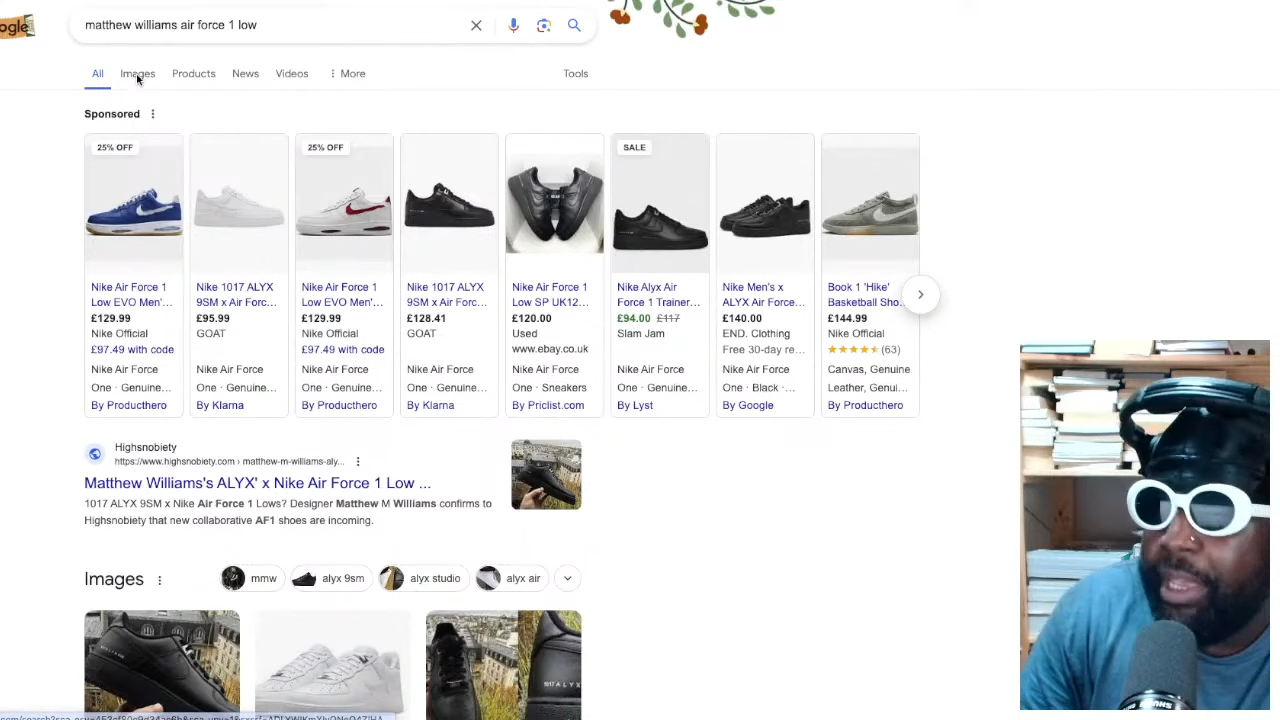 ogle
matthew williams air force 1 low
All Images Products News Videos More Tools
Sponsored
25% OFF
25% OFF
SALE
Nike Air Force 1
Low EVO Men'...
£129.99
Nike Official
£97.49 with code
Nike Air Force
One · Genuine...
By Producthero
Nike 1017 ALYX
9SM x Air Forc...
£95.99
GOAT
Nike Air Force
One · Genuine...
By Klarna
Nike Air Force 1
Low EVO Men'...
£129.99
Nike Official
£97.49 with code
Nike Air Force
One · Genuine...
By Producthero
Nike 1017 ALYX
9SM x Air Forc...
£128.41
GOAT
Nike Air Force
One · Genuine...
By Klarna
Nike Air Force 1
Low SP UK12...
£120.00
Used
www.ebay.co.uk
Nike Air Force
One · Sneakers
By Priclist.com
Nike Alyx Air
Force 1 Trainer...
£94.00 £117
Slam Jam
Nike Air Force
One · Genuine...
By Lyst
Nike Men's x
ALYX Air Force...
£140.00
END. Clothing
Free 30-day re...
Nike Air Force
One · Black ·...
By Google
Book 1 'Hike'
Basketball Sho...
£144.99
Nike Official
(63)
Canvas, Genuine
Leather, Genui...
By Producthero
Highsnobiety
https://www.highsnobiety.com › matthew-m-williams-aly...
Matthew Williams's ALYX' x Nike Air Force 1 Low ...
1017 ALYX 9SM x Nike Air Force 1 Lows? Designer Matthew M Williams confirms to
Highsnobiety that new collaborative AF1 shoes are incoming.
Images
mmw
alyx 9sm
alyx studio
alyx air